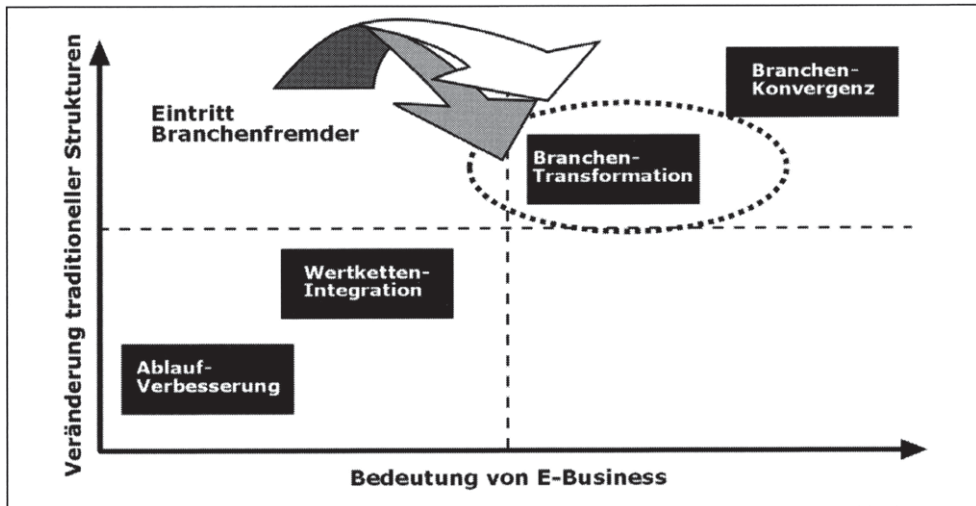 Veränderung traditioneller Strukturen
Eintritt
Branchenfremder
Branchen-
Konvergenz
Branchen-
Transformation
Wertketten-
Integration
Ablauf-
Verbesserung
Bedeutung von E-Business